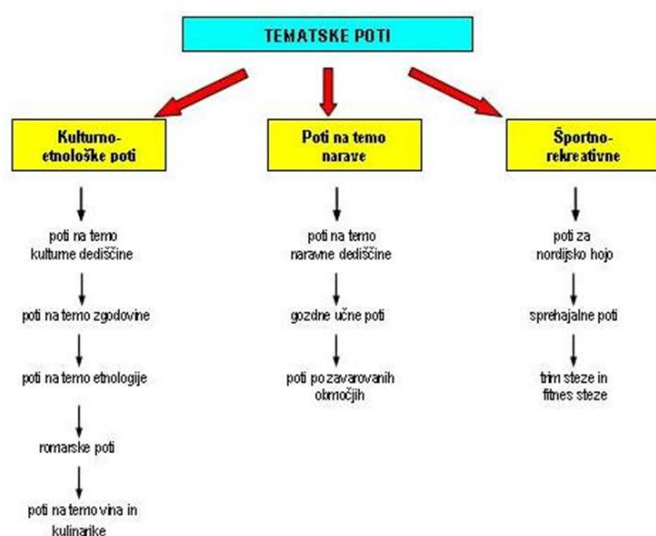 TEMATSKE POTI
Kulturno-
etnološke poti
poti na temo
kulturne dediščine
poti na temo zgodovine
poti na temo etnologije
romarske poti
poti na temo vina in
kulinarike
Poti na temo
narave
poti na temo
naravne dediščine
gozdne učne poti
poti po zavarovanih
območjih
Športno-
rekreativne
poti za
nordijsko hojo
sprehajalne poti
trim steze in
fitnes steze